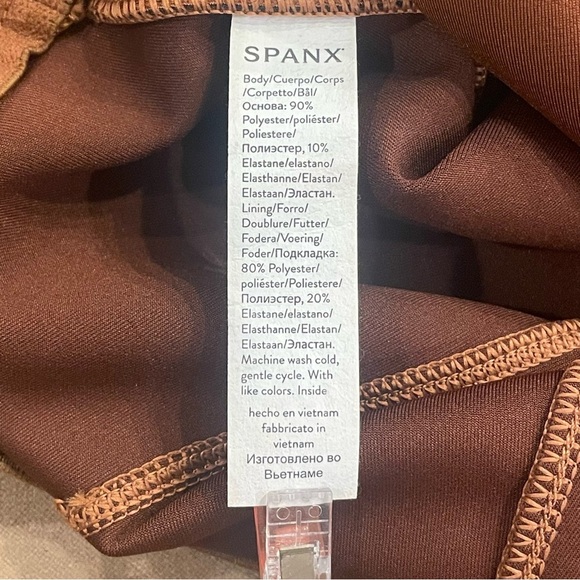 SPANX
Body/Cuerpo/Corps
/Corpetto/Bål/
Основа: 90%
Polyester/poliéster/
Poliestere/
Полиэстер, 10%
Elastane/elastano/
Elasthanne/Elastan/
Elastaan/Эластан.
Lining/Forro/
Doublure/Futter/
Fodera/Voering/
Foder/Подкладка:
80% Polyester/
poliéster/Poliestere/
Полиэстер, 20%
Elastane/elastano/
Elasthanne/Elastan/
Elastaan/Эластан.
Machine wash cold,
gentle cycle. With
like colors. Inside
hecho en vietnam
fabbricato in
vietnam
Изготовлено во
Вьетнаме